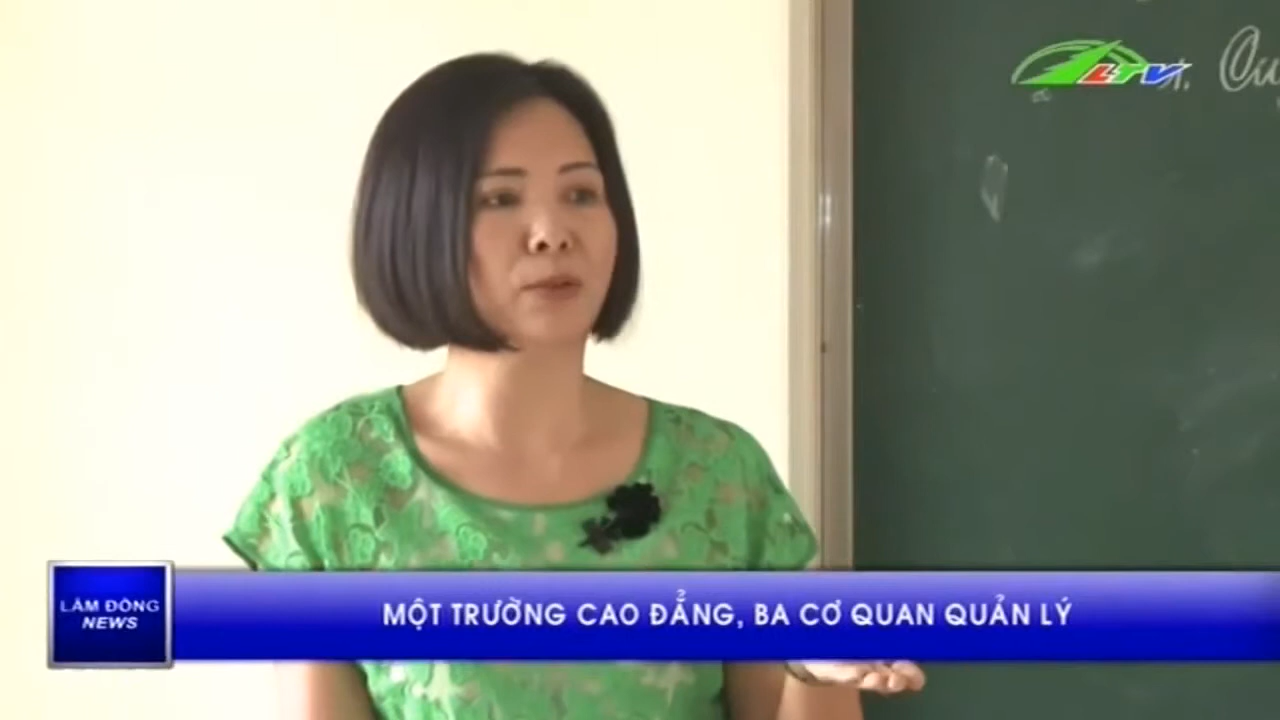 LTV
LÂM ĐỒNG
NEWS
MỘT TRƯỜNG CAO ĐẲNG, BA CƠ QUAN QUẢN LÝ